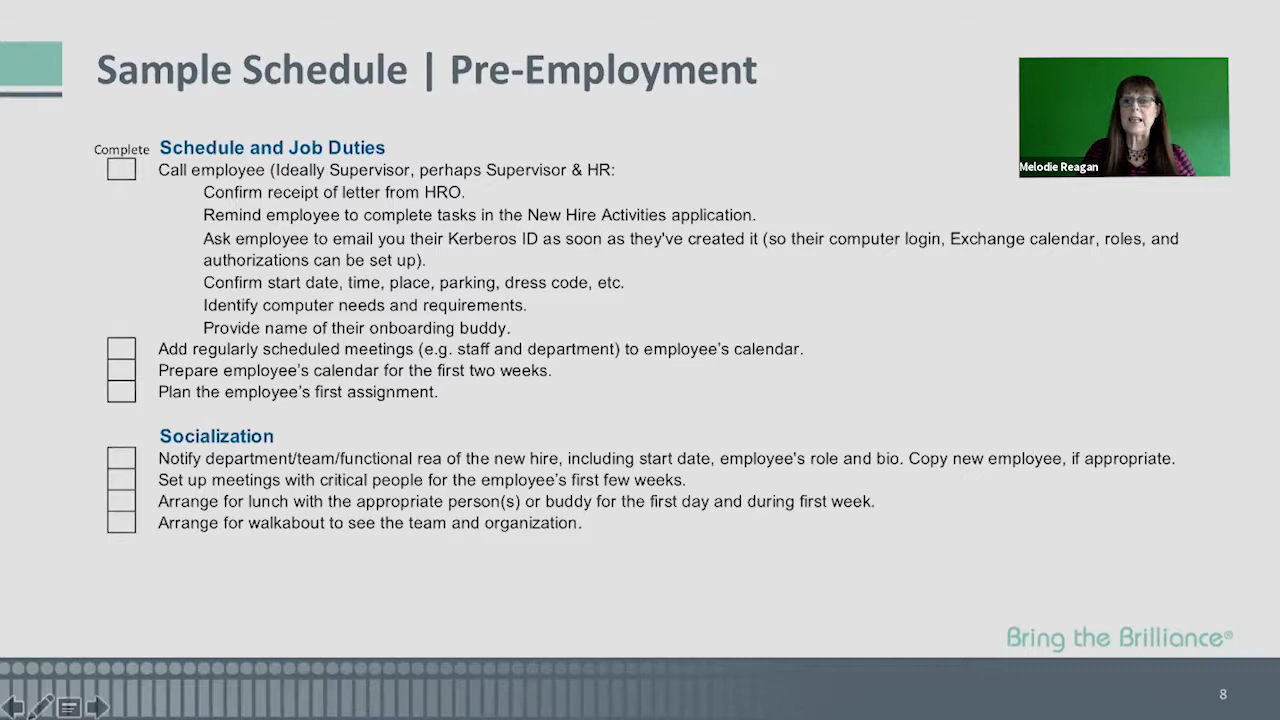 Sample Schedule | Pre-Employment
Melodie Reagan
Complete
Schedule and Job Duties
Call employee (Ideally Supervisor, perhaps Supervisor & HR:
Confirm receipt of letter from HRO.
Remind employee to complete tasks in the New Hire Activities application.
Ask employee to email you their Kerberos ID as soon as they've created it (so their computer login, Exchange calendar, roles, and
authorizations can be set up).
Confirm start date, time, place, parking, dress code, etc.
Identify computer needs and requirements.
Provide name of their onboarding buddy.
Add regularly scheduled meetings (e.g. staff and department) to employee’s calendar.
Prepare employee’s calendar for the first two weeks.
Plan the employee’s first assignment.
Socialization
Notify department/team/functional rea of the new hire, including start date, employee’s role and bio. Copy new employee, if appropriate.
Set up meetings with critical people for the employee’s first few weeks.
Arrange for lunch with the appropriate person(s) or buddy for the first day and during first week.
Arrange for walkabout to see the team and organization.
Bring the Brilliance®
8